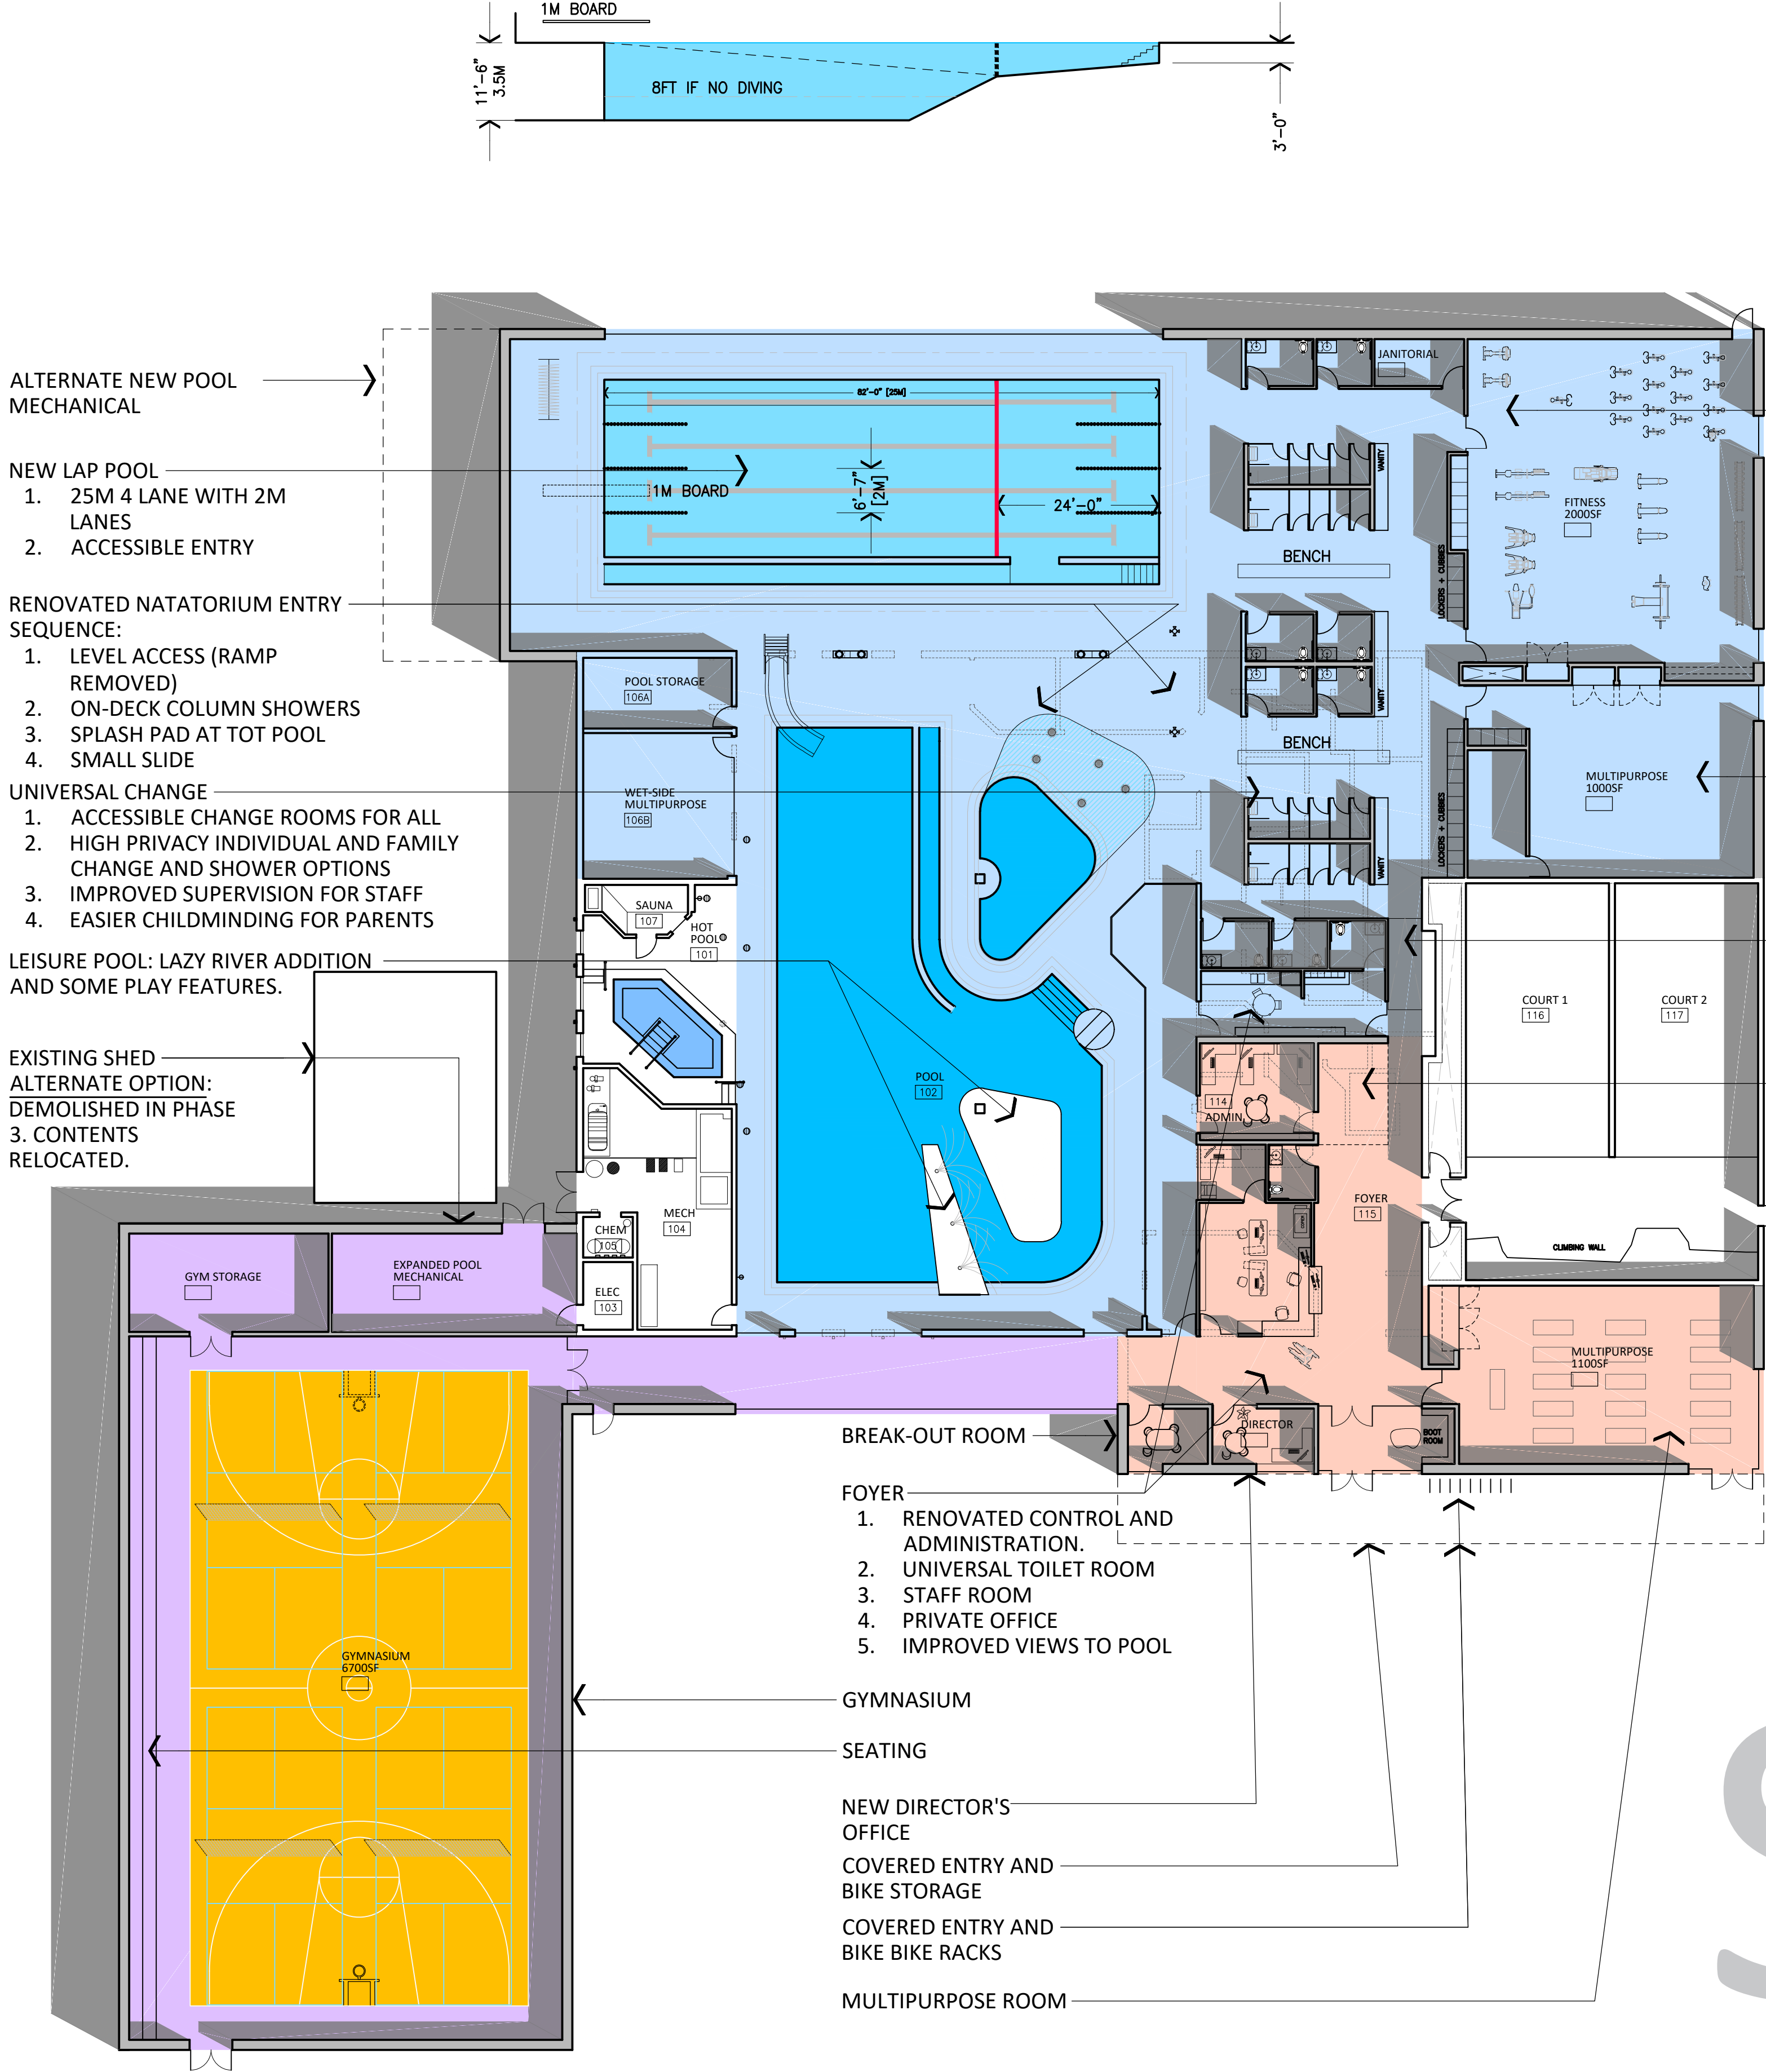 1M BOARD
11'-6"
3.5M
8FT IF NO DIVING
3'-0"
ALTERNATE NEW POOL
MECHANICAL
NEW LAP POOL
1. 25M 4 LANE WITH 2M
LANES
2. ACCESSIBLE ENTRY
RENOVATED NATATORIUM ENTRY
SEQUENCE:
1. LEVEL ACCESS (RAMP
REMOVED)
2. ON-DECK COLUMN SHOWERS
3. SPLASH PAD AT TOT POOL
4. SMALL SLIDE
UNIVERSAL CHANGE
1. ACCESSIBLE CHANGE ROOMS FOR ALL
2. HIGH PRIVACY INDIVIDUAL AND FAMILY
CHANGE AND SHOWER OPTIONS
3. IMPROVED SUPERVISION FOR STAFF
4. EASIER CHILDMINDING FOR PARENTS
LEISURE POOL: LAZY RIVER ADDITION
AND SOME PLAY FEATURES.
EXISTING SHED
ALTERNATE OPTION:
DEMOLISHED IN PHASE
3. CONTENTS
RELOCATED.
82'-0" [25M]
1M BOARD
6'-7"
[2M]
24'-0"
JANITORIAL
VANITY
BENCH
LOCKERS + CUBBIES
FITNESS
2000SF
POOL STORAGE
106A
WET-SIDE
MULTIPURPOSE
106B
VANITY
BENCH
LOCKERS + CUBBIES
VANITY
MULTIPURPOSE
1000SF
SAUNA
107
HOT
POOL
101
COURT 1
116
COURT 2
117
POOL
102
114
ADMIN
MECH
104
CHEM
105
ELEC
103
FOYER
115
CLIMBING WALL
GYM STORAGE
EXPANDED POOL
MECHANICAL
MULTIPURPOSE
1100SF
DIRECTOR
BOOT
ROOM
GYMNASIUM
6700SF
BREAK-OUT ROOM
FOYER
1. RENOVATED CONTROL AND
ADMINISTRATION.
2. UNIVERSAL TOILET ROOM
3. STAFF ROOM
4. PRIVATE OFFICE
5. IMPROVED VIEWS TO POOL
GYMNASIUM
SEATING
NEW DIRECTOR'S
OFFICE
COVERED ENTRY AND
BIKE STORAGE
COVERED ENTRY AND
BIKE BIKE RACKS
MULTIPURPOSE ROOM